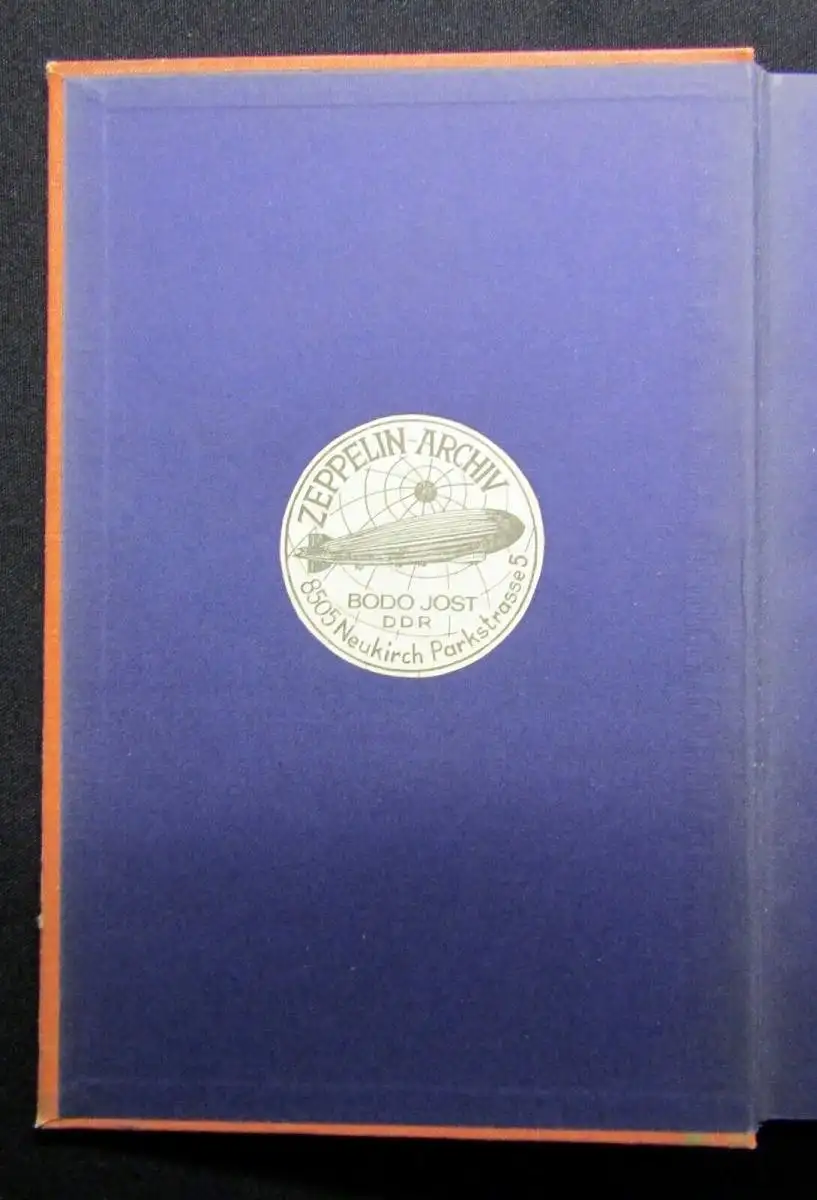 ZEPPELIN-ARCHIV
BODO JOST
DDR
8505 Neukirch Parkstrasse 5